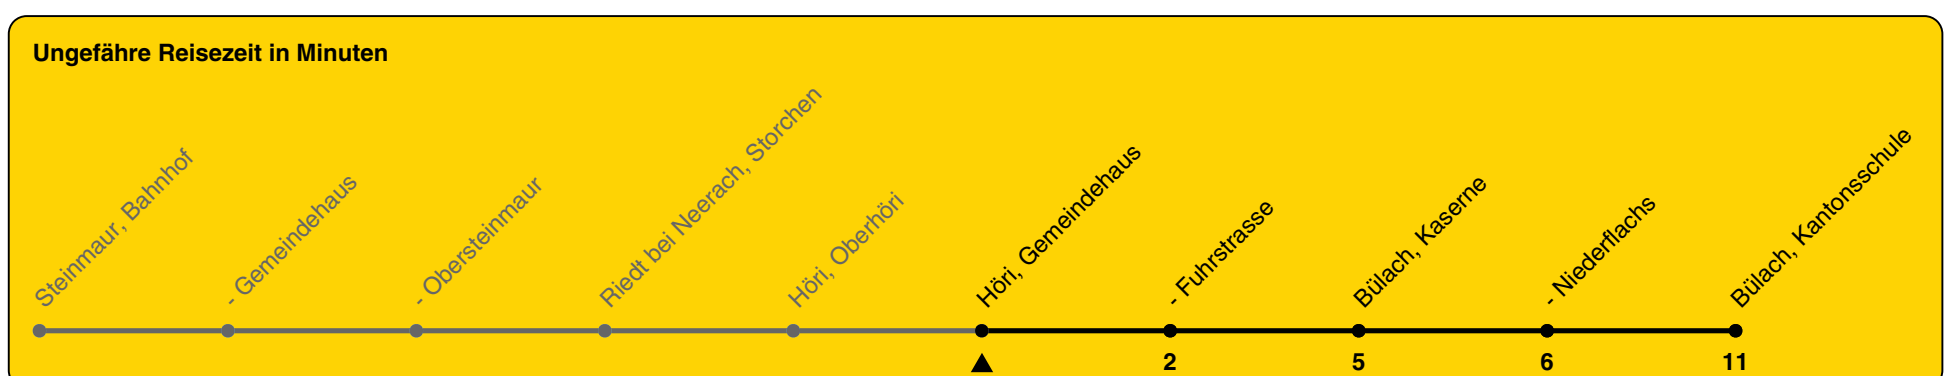 Ungefähre Reisezeit in Minuten
Steinmaur, Bahnhof
- Gemeindehaus
- Obersteinmaur
Riedt bei Neerach, Storchen
Höri, Oberhöri
Höri, Gemeindehaus
- Fuhrstrasse
Bülach, Kaserne
- Niederflachs
Bülach, Kantonsschule
2 5 6 11